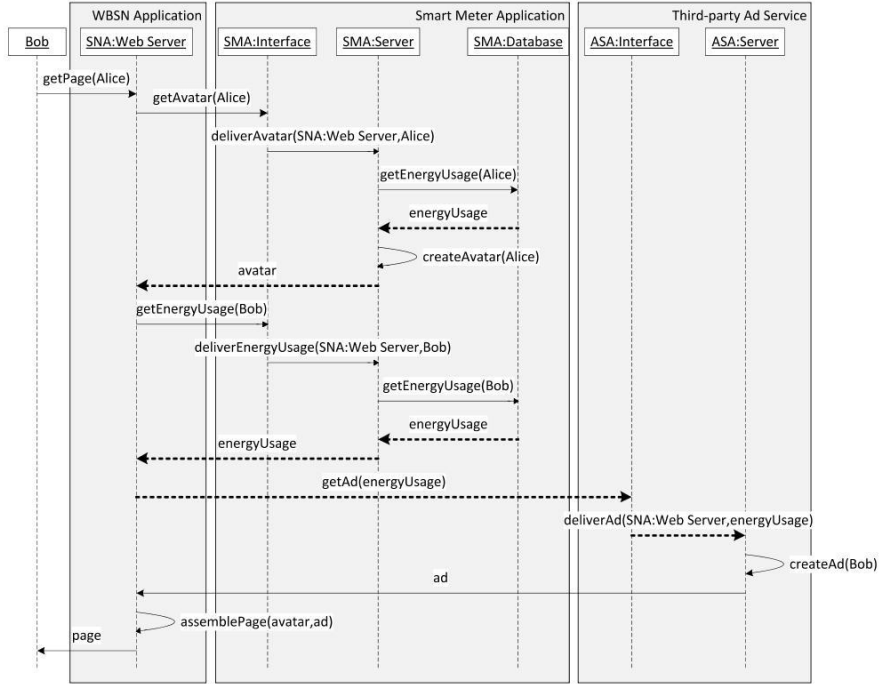 WBSN Application
Smart Meter Application
Third-party Ad Service
Bob
SNA:Web Server
SMA:Interface
SMA:Server
SMA:Database
ASA:Interface
ASA:Server
getPage(Alice)
getAvatar(Alice)
deliverAvatar(SNA:Web Server,Alice)
getEnergyUsage(Alice)
energyUsage
createAvatar(Alice)
avatar
getEnergyUsage(Bob)
deliverEnergyUsage(SNA:Web Server,Bob)
getEnergyUsage(Bob)
energyUsage
energyUsage
getAd(energyUsage)
deliverAd(SNA:Web Server,energyUsage)
createAd(Bob)
ad
assemblePage(avatar,ad)
page